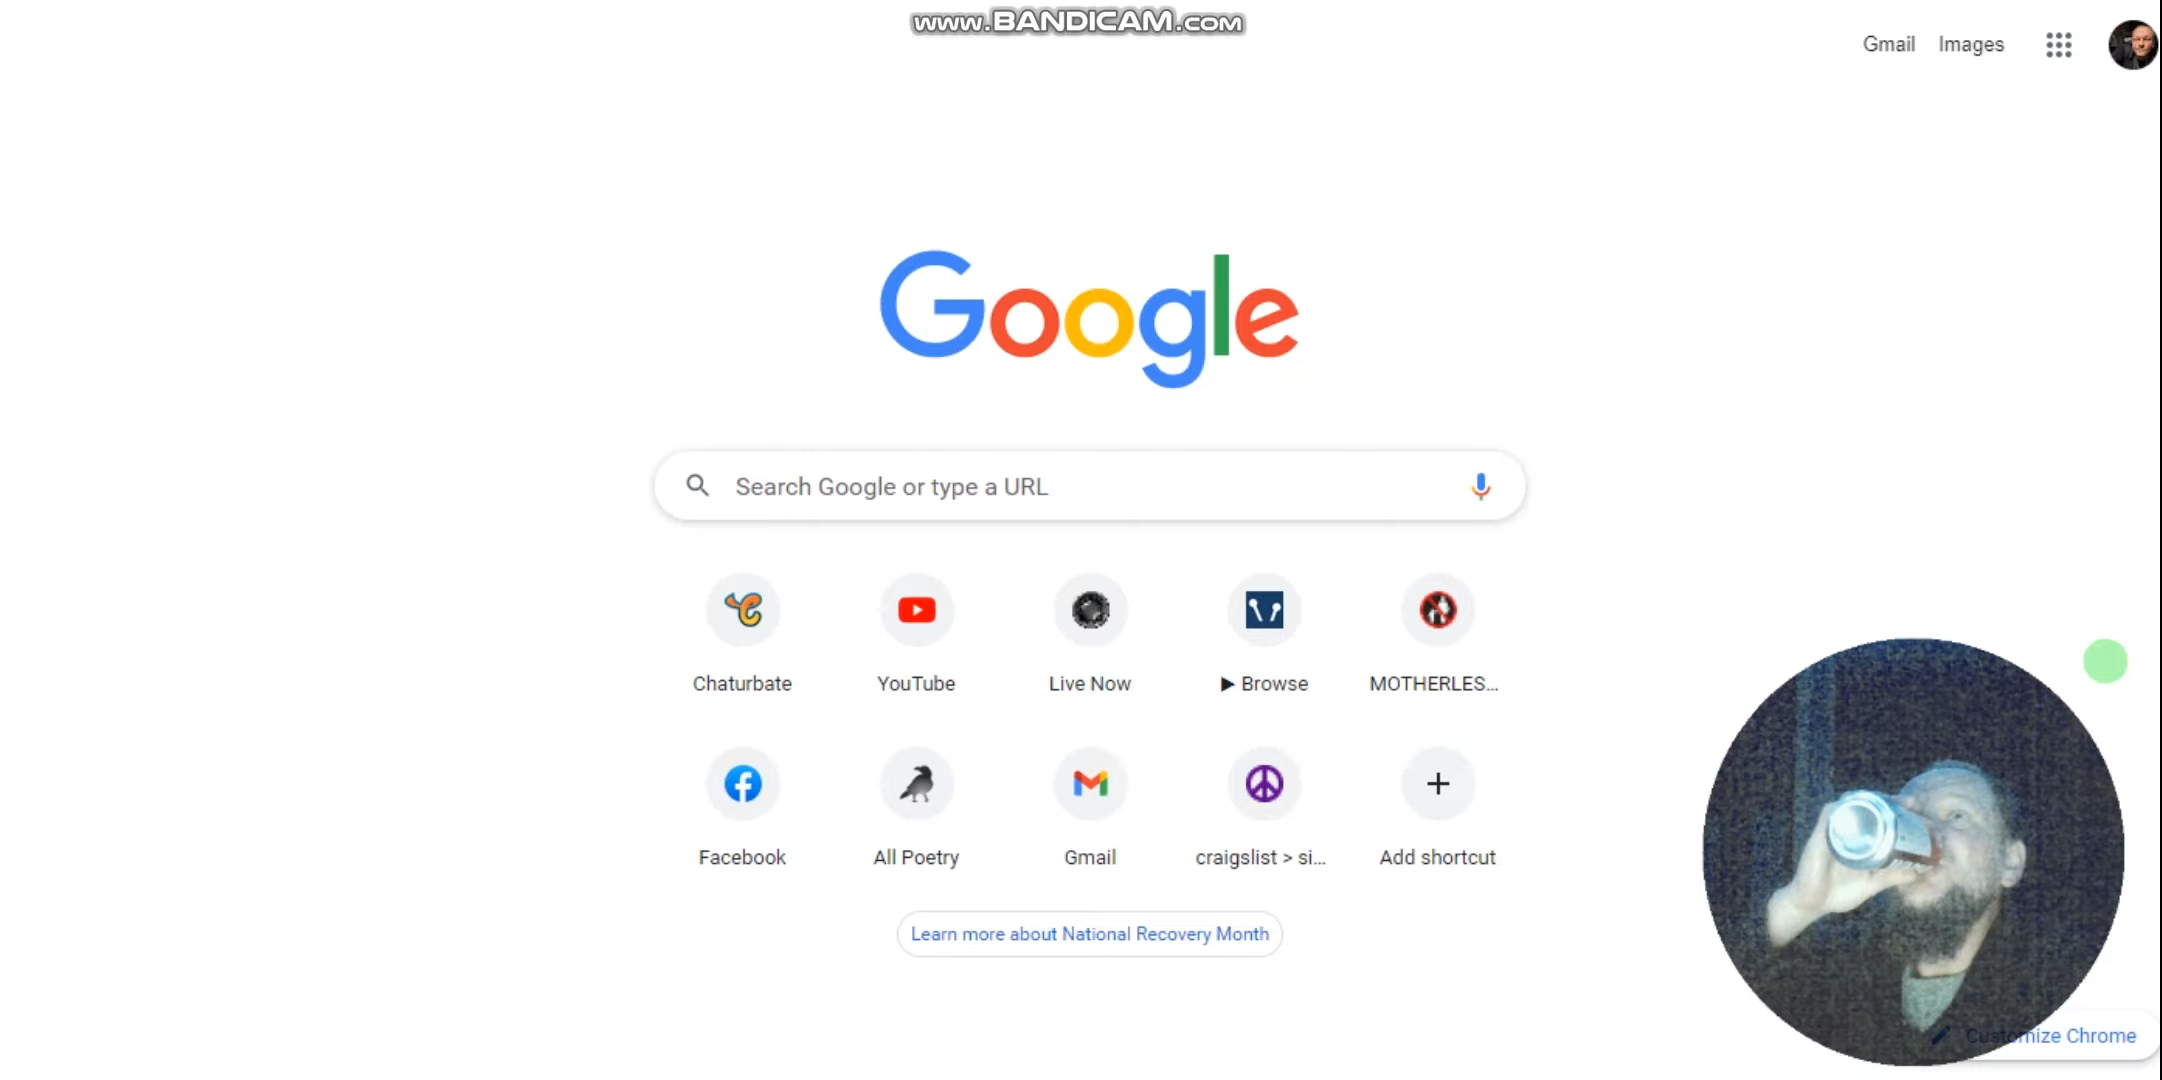 www.BANDICAM.com
Gmail Images
Google
Search Google or type a URL
Chaturbate
YouTube
Live Now
▶ Browse
MOTHERLES...
Facebook
All Poetry
Gmail
craigslist > si...
Add shortcut
Learn more about National Recovery Month
Customize Chrome